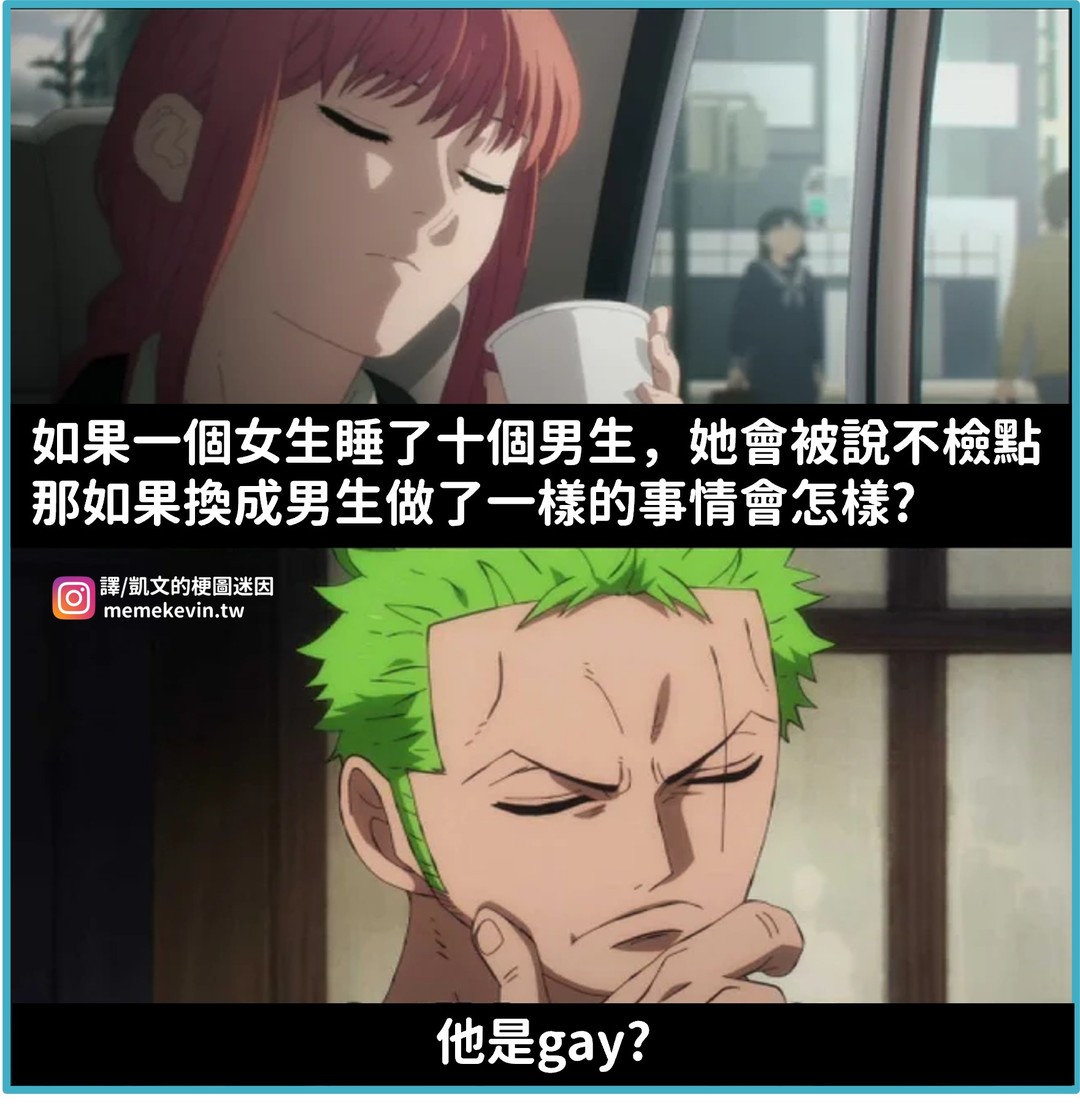 如果一個女生睡了十個男生，她會被說不檢點
那如果換成男生做了一樣的事情會怎樣?
譯/凱文的梗圖迷因
memekevin.tw
他是gay?